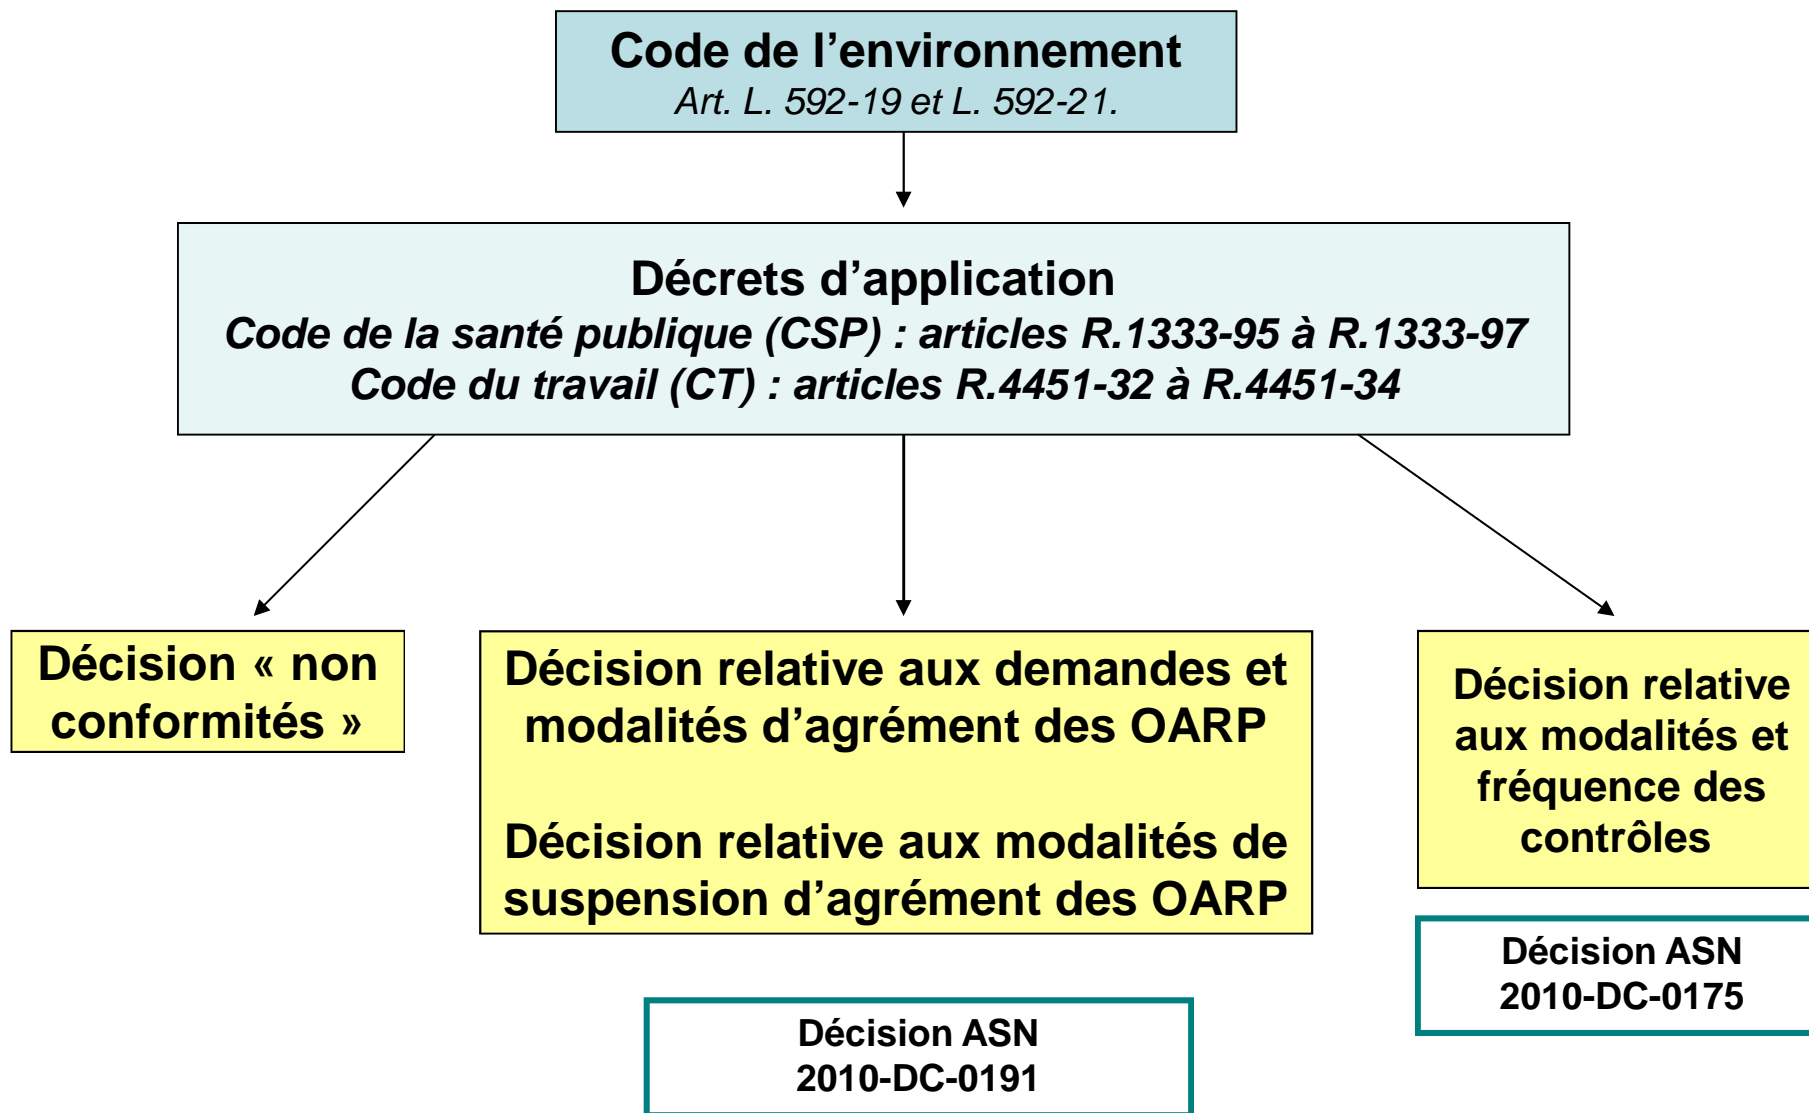 Code de l’environnement
Art. L. 592-19 et L. 592-21.
Décrets d’application
Code de la santé publique (CSP) : articles R.1333-95 à R.1333-97
Code du travail (CT) : articles R.4451-32 à R.4451-34
Décision « non
conformités »
Décision relative aux demandes et
modalités d’agrément des OARP
Décision relative aux modalités de
suspension d’agrément des OARP
Décision relative
aux modalités et
fréquence des
contrôles
Décision ASN
2010-DC-0175
Décision ASN
2010-DC-0191